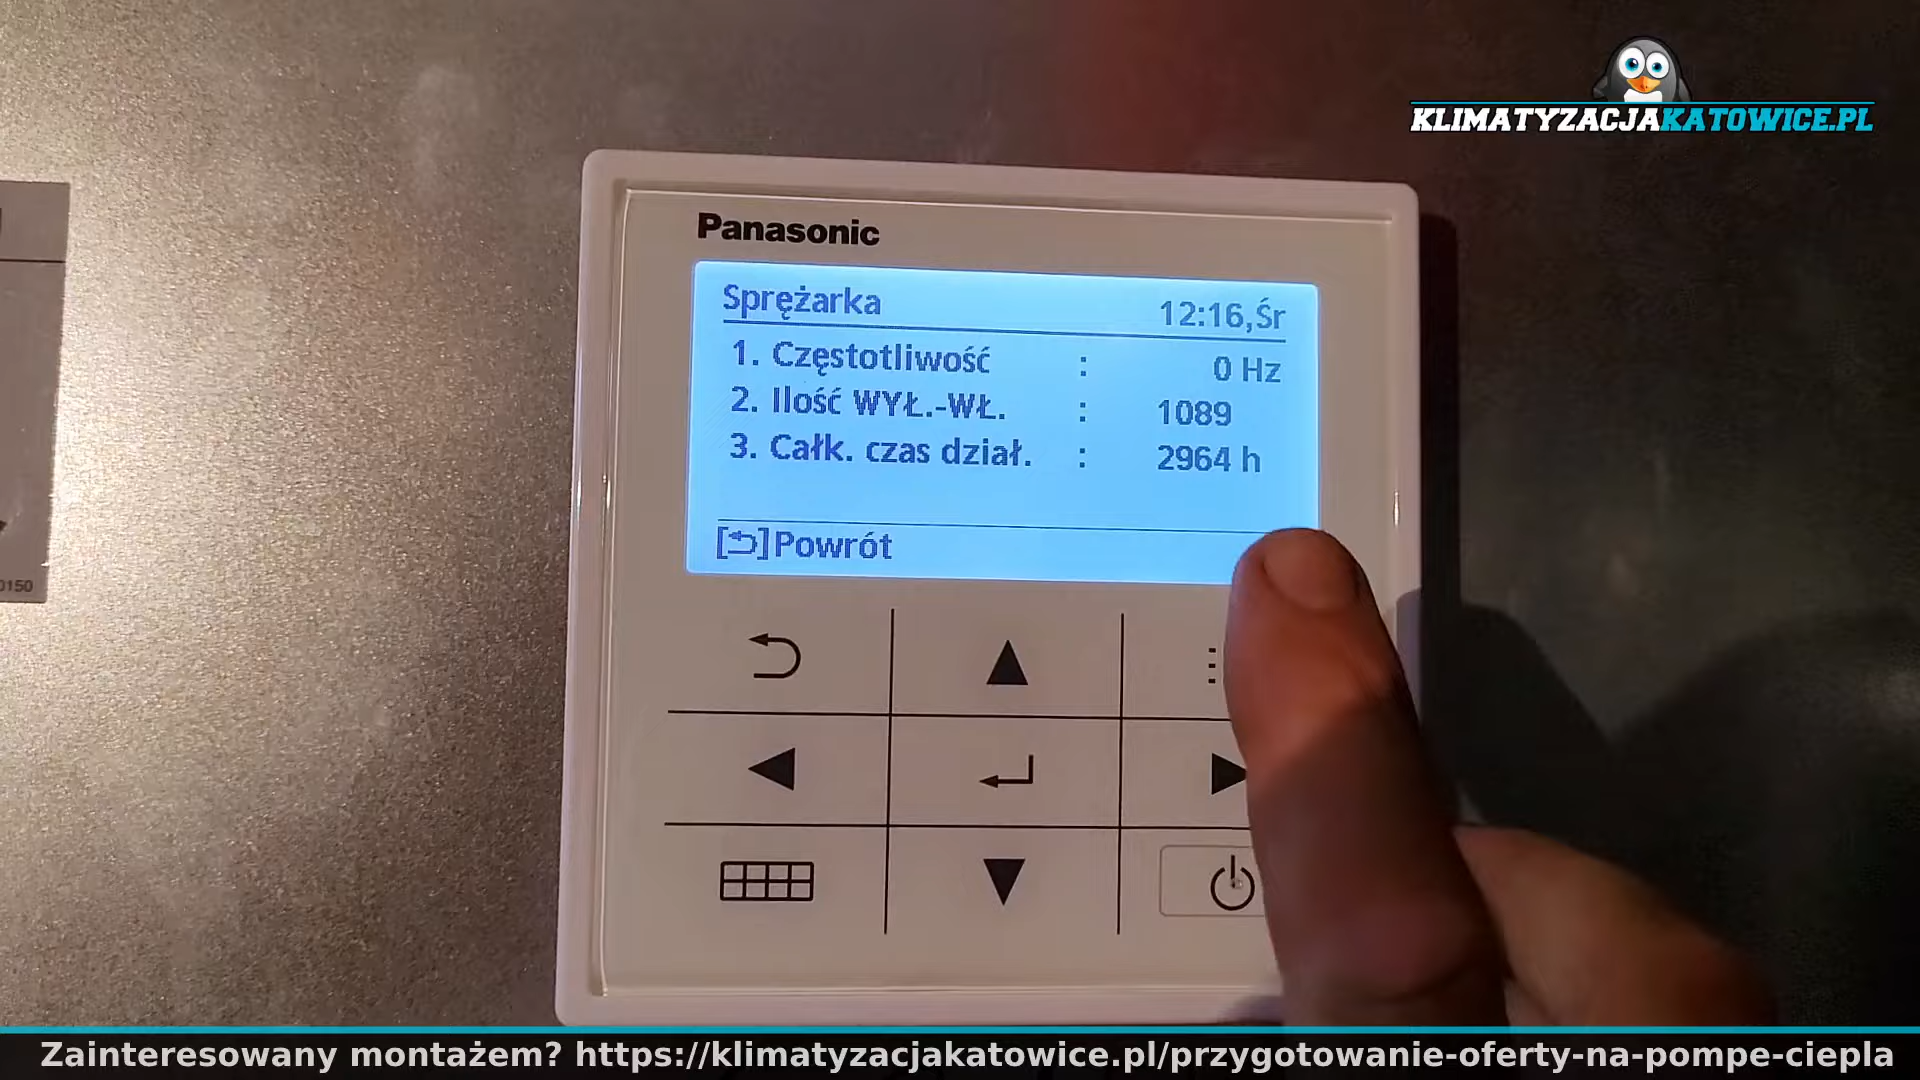 KLIMATYZACJAKATOWICE.PL
Panasonic
Sprężarka 12:16,Śr
1. Częstotliwość : 0 Hz
2. Ilość WYŁ.-WŁ. : 1089
3. Całk. czas dział. : 2964 h
[⮌]Powrót
0150
Zainteresowany montażem? https://klimatyzacjakatowice.pl/przygotowanie-oferty-na-pompe-ciepla